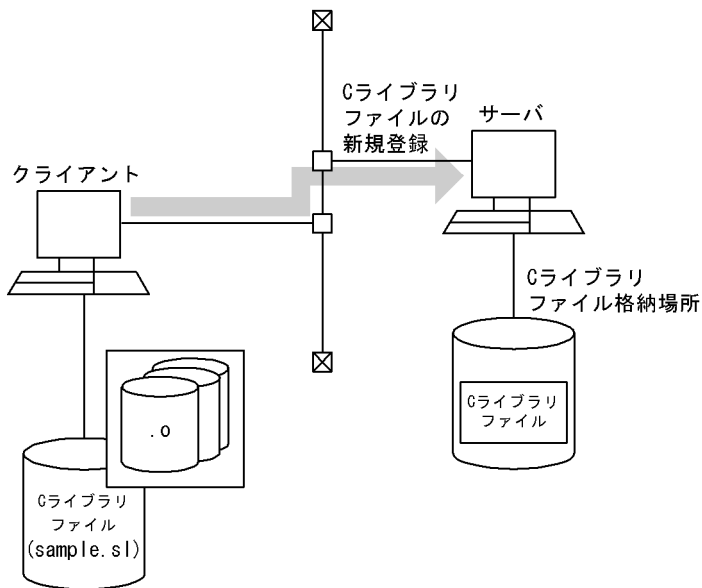 Cライブラリ
ファイルの
新規登録
サーバ
クライアント
Cライブラリ
ファイル格納場所
Cライブラリ
ファイル
.o
Cライブラリ
ファイル
(sample.sl)